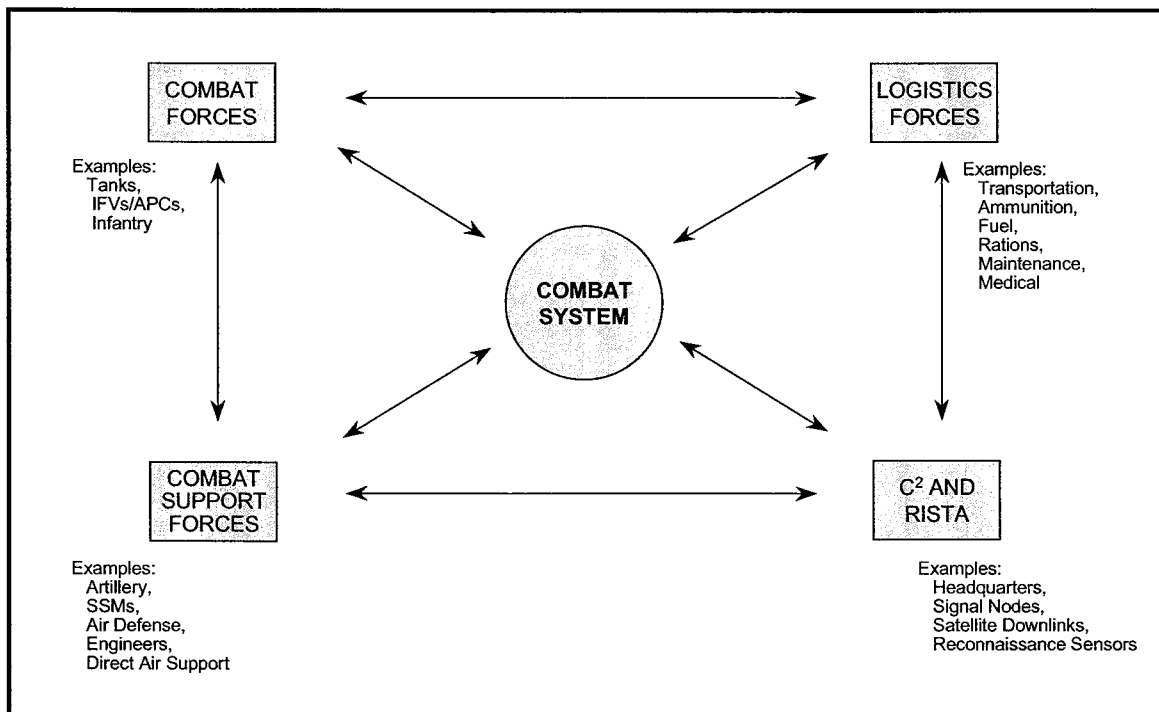 COMBAT
FORCES
Examples:
Tanks,
IFVs/APCs,
Infantry
LOGISTICS
FORCES
Examples:
Transportation,
Ammunition,
Fuel,
Rations,
Maintenance,
Medical
COMBAT
SYSTEM
COMBAT
SUPPORT
FORCES
Examples:
Artillery,
SSMs,
Air Defense,
Engineers,
Direct Air Support
C² AND
RISTA
Examples:
Headquarters,
Signal Nodes,
Satellite Downlinks,
Reconnaissance Sensors